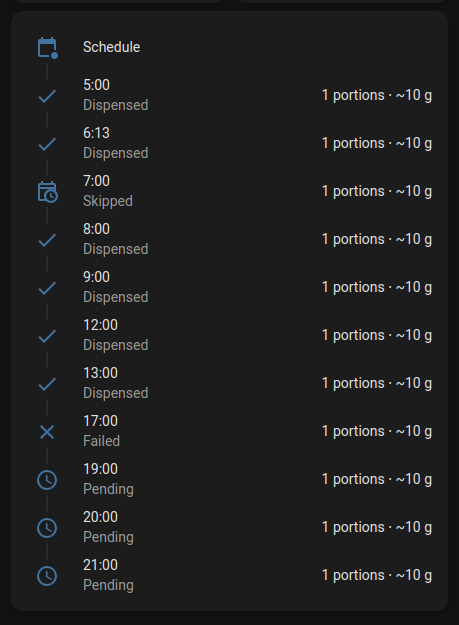 Schedule
5:00
Dispensed
1 portions · ~10 g
6:13
Dispensed
1 portions · ~10 g
7:00
Skipped
1 portions · ~10 g
8:00
Dispensed
1 portions · ~10 g
9:00
Dispensed
1 portions · ~10 g
12:00
Dispensed
1 portions · ~10 g
13:00
Dispensed
1 portions · ~10 g
17:00
Failed
1 portions · ~10 g
19:00
Pending
1 portions · ~10 g
20:00
Pending
1 portions · ~10 g
21:00
Pending
1 portions · ~10 g